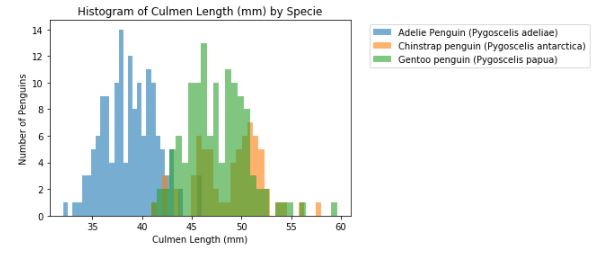 Histogram of Culmen Length (mm) by Specie
Adelie Penguin (Pygoscelis adeliae)
Chinstrap penguin (Pygoscelis antarctica)
Gentoo penguin (Pygoscelis papua)
Number of Penguins
14
12
10
8
6
4
2
0
35 40 45 50 55 60
Culmen Length (mm)